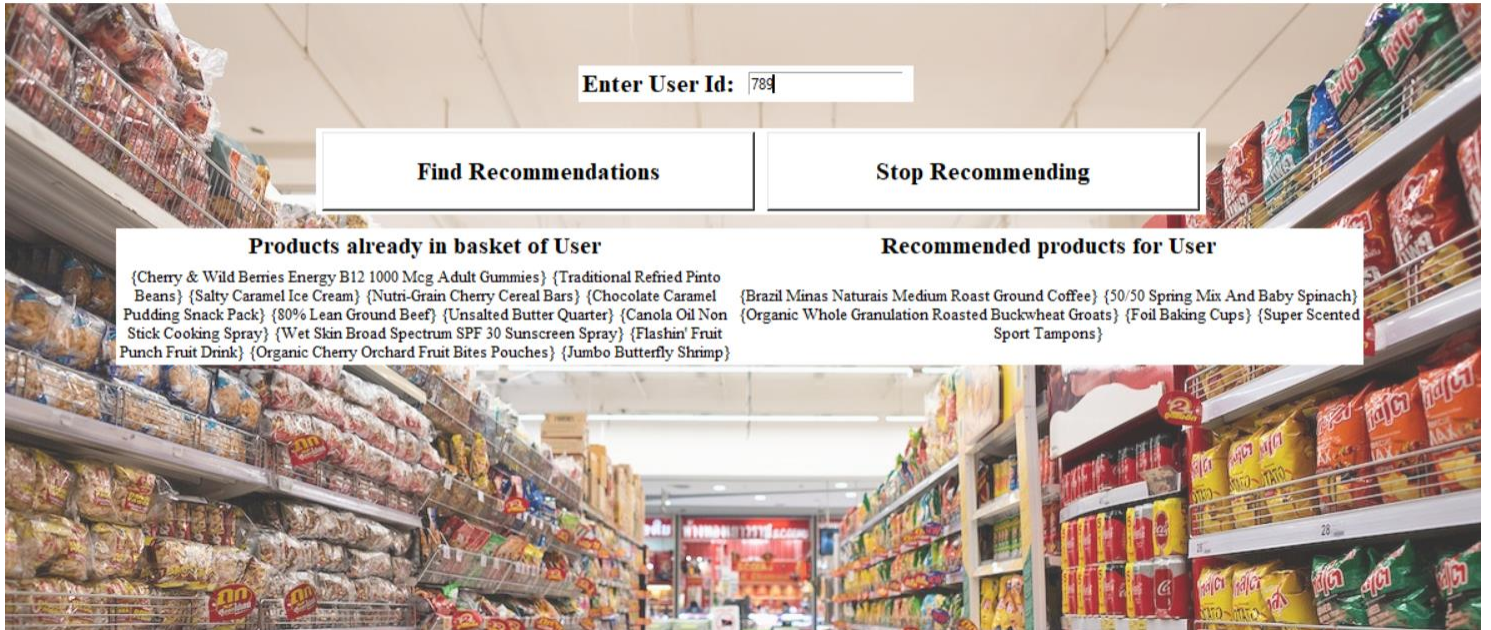 Enter User Id: 789
Find Recommendations
Stop Recommending
Products already in basket of User
{Cherry & Wild Berries Energy B12 1000 Mcg Adult Gummies} {Traditional Refried Pinto
Beans} {Salty Caramel Ice Cream} {Nutri-Grain Cherry Cereal Bars} {Chocolate Caramel
Pudding Snack Pack} {80% Lean Ground Beef} {Unsalted Butter Quarter} {Canola Oil Non
Stick Cooking Spray} {Wet Skin Broad Spectrum SPF 30 Sunscreen Spray} {Flashin' Fruit
Punch Fruit Drink} {Organic Cherry Orchard Fruit Bites Pouches} {Jumbo Butterfly Shrimp}
Recommended products for User
{Brazil Minas Naturais Medium Roast Ground Coffee} {50/50 Spring Mix And Baby Spinach}
{Organic Whole Granulation Roasted Buckwheat Groats} {Foil Baking Cups} {Super Scented
Sport Tampons}
28